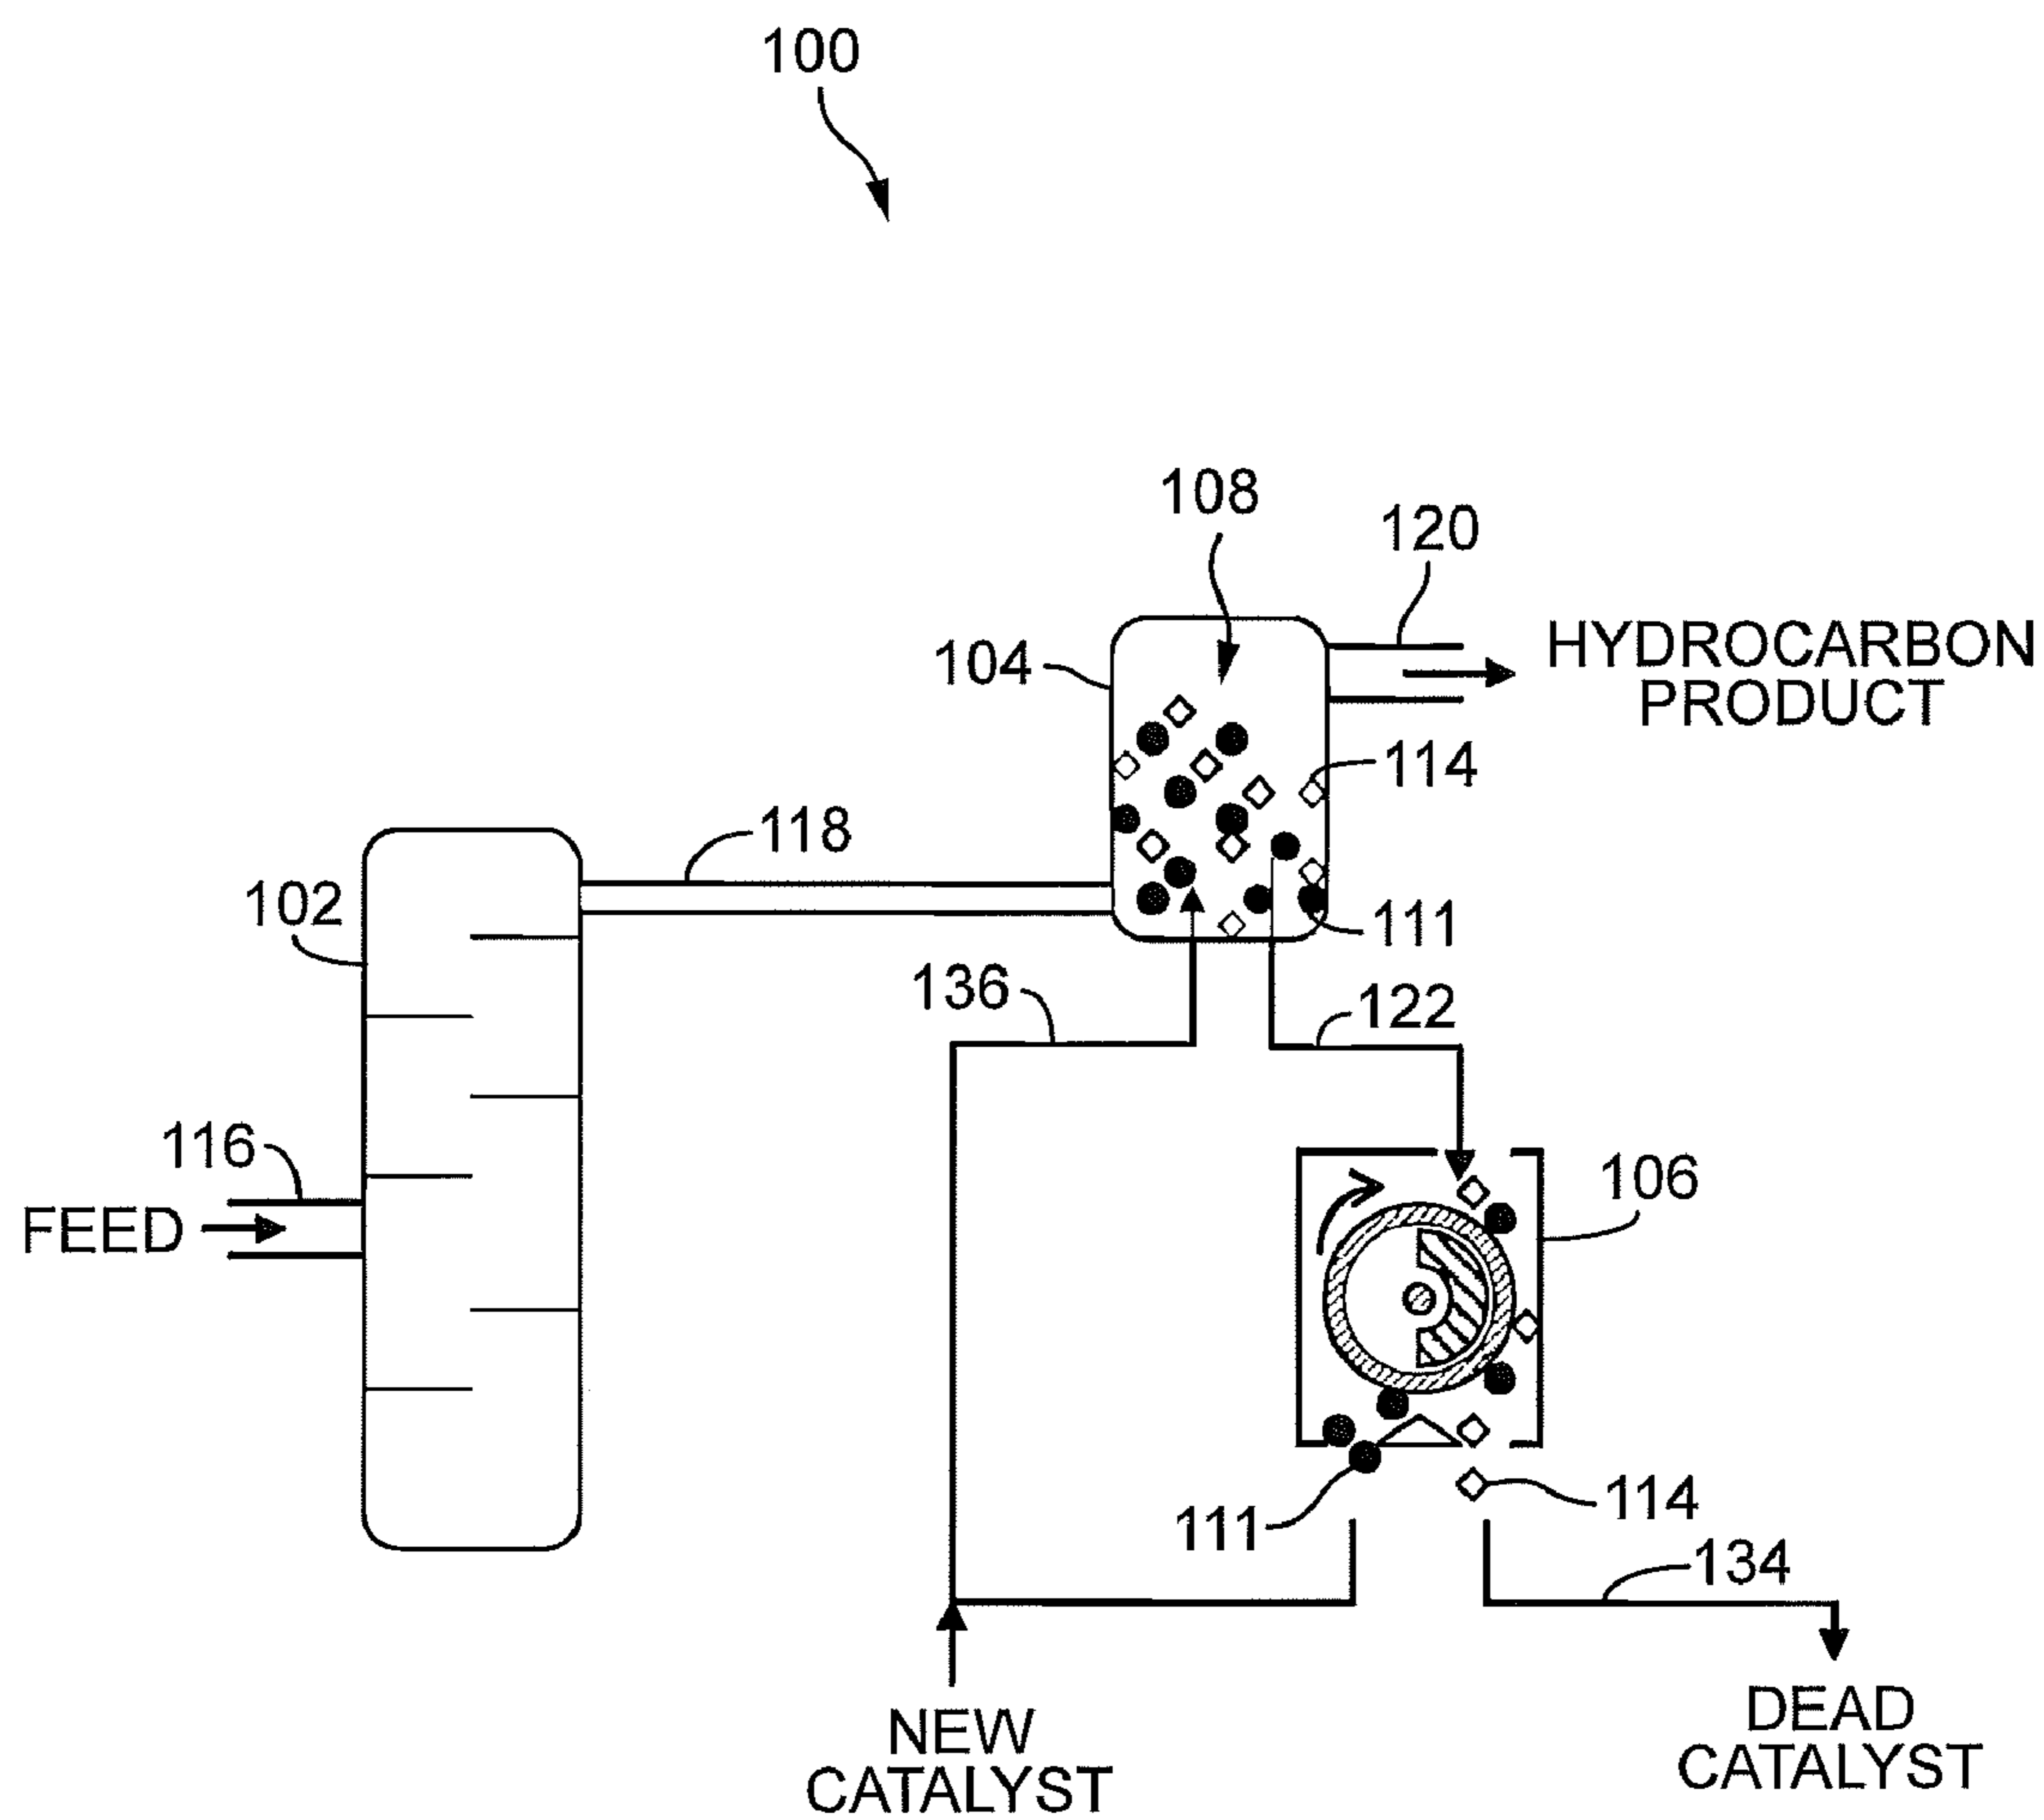 100
108
120
HYDROCARBON
PRODUCT
104
114
118
102
111
136
122
116
106
FEED
111
114
134
NEW
CATALYST
DEAD
CATALYST